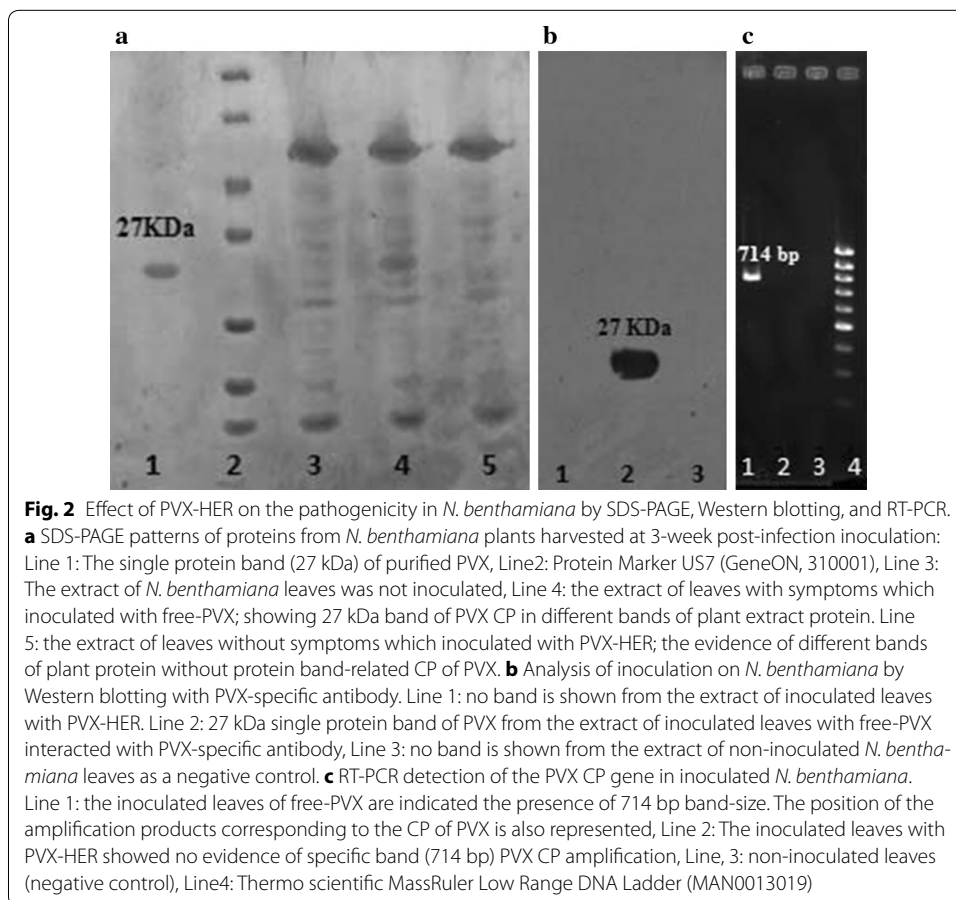 a
b
c
27KDa
1 2 3 4 5
27 KDa
1 2 3
714 bp
1 2 3 4
Fig. 2 Effect of PVX-HER on the pathogenicity in N. benthamiana by SDS-PAGE, Western blotting, and RT-PCR.
a SDS-PAGE patterns of proteins from N. benthamiana plants harvested at 3-week post-infection inoculation:
Line 1: The single protein band (27 kDa) of purified PVX, Line2: Protein Marker US7 (GeneON, 310001), Line 3:
The extract of N. benthamiana leaves was not inoculated, Line 4: the extract of leaves with symptoms which
inoculated with free-PVX; showing 27 kDa band of PVX CP in different bands of plant extract protein. Line
5: the extract of leaves without symptoms which inoculated with PVX-HER; the evidence of different bands
of plant protein without protein band-related CP of PVX. b Analysis of inoculation on N. benthamiana by
Western blotting with PVX-specific antibody. Line 1: no band is shown from the extract of inoculated leaves
with PVX-HER. Line 2: 27 kDa single protein band of PVX from the extract of inoculated leaves with free-PVX
interacted with PVX-specific antibody, Line 3: no band is shown from the extract of non-inoculated N. bentha-
miana leaves as a negative control. c RT-PCR detection of the PVX CP gene in inoculated N. benthamiana.
Line 1: the inoculated leaves of free-PVX are indicated the presence of 714 bp band-size. The position of the
amplification products corresponding to the CP of PVX is also represented, Line 2: The inoculated leaves with
PVX-HER showed no evidence of specific band (714 bp) PVX CP amplification, Line, 3: non-inoculated leaves
(negative control), Line4: Thermo scientific MassRuler Low Range DNA Ladder (MAN0013019)